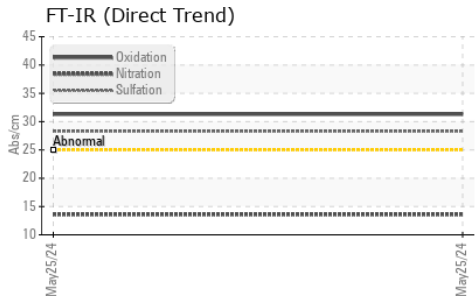 FT-IR (Direct Trend)
45
40
35
30
25
20
15
10
Abs/cm
Oxidation
Nitration
Sulfation
Abnormal
May25/24
May25/24